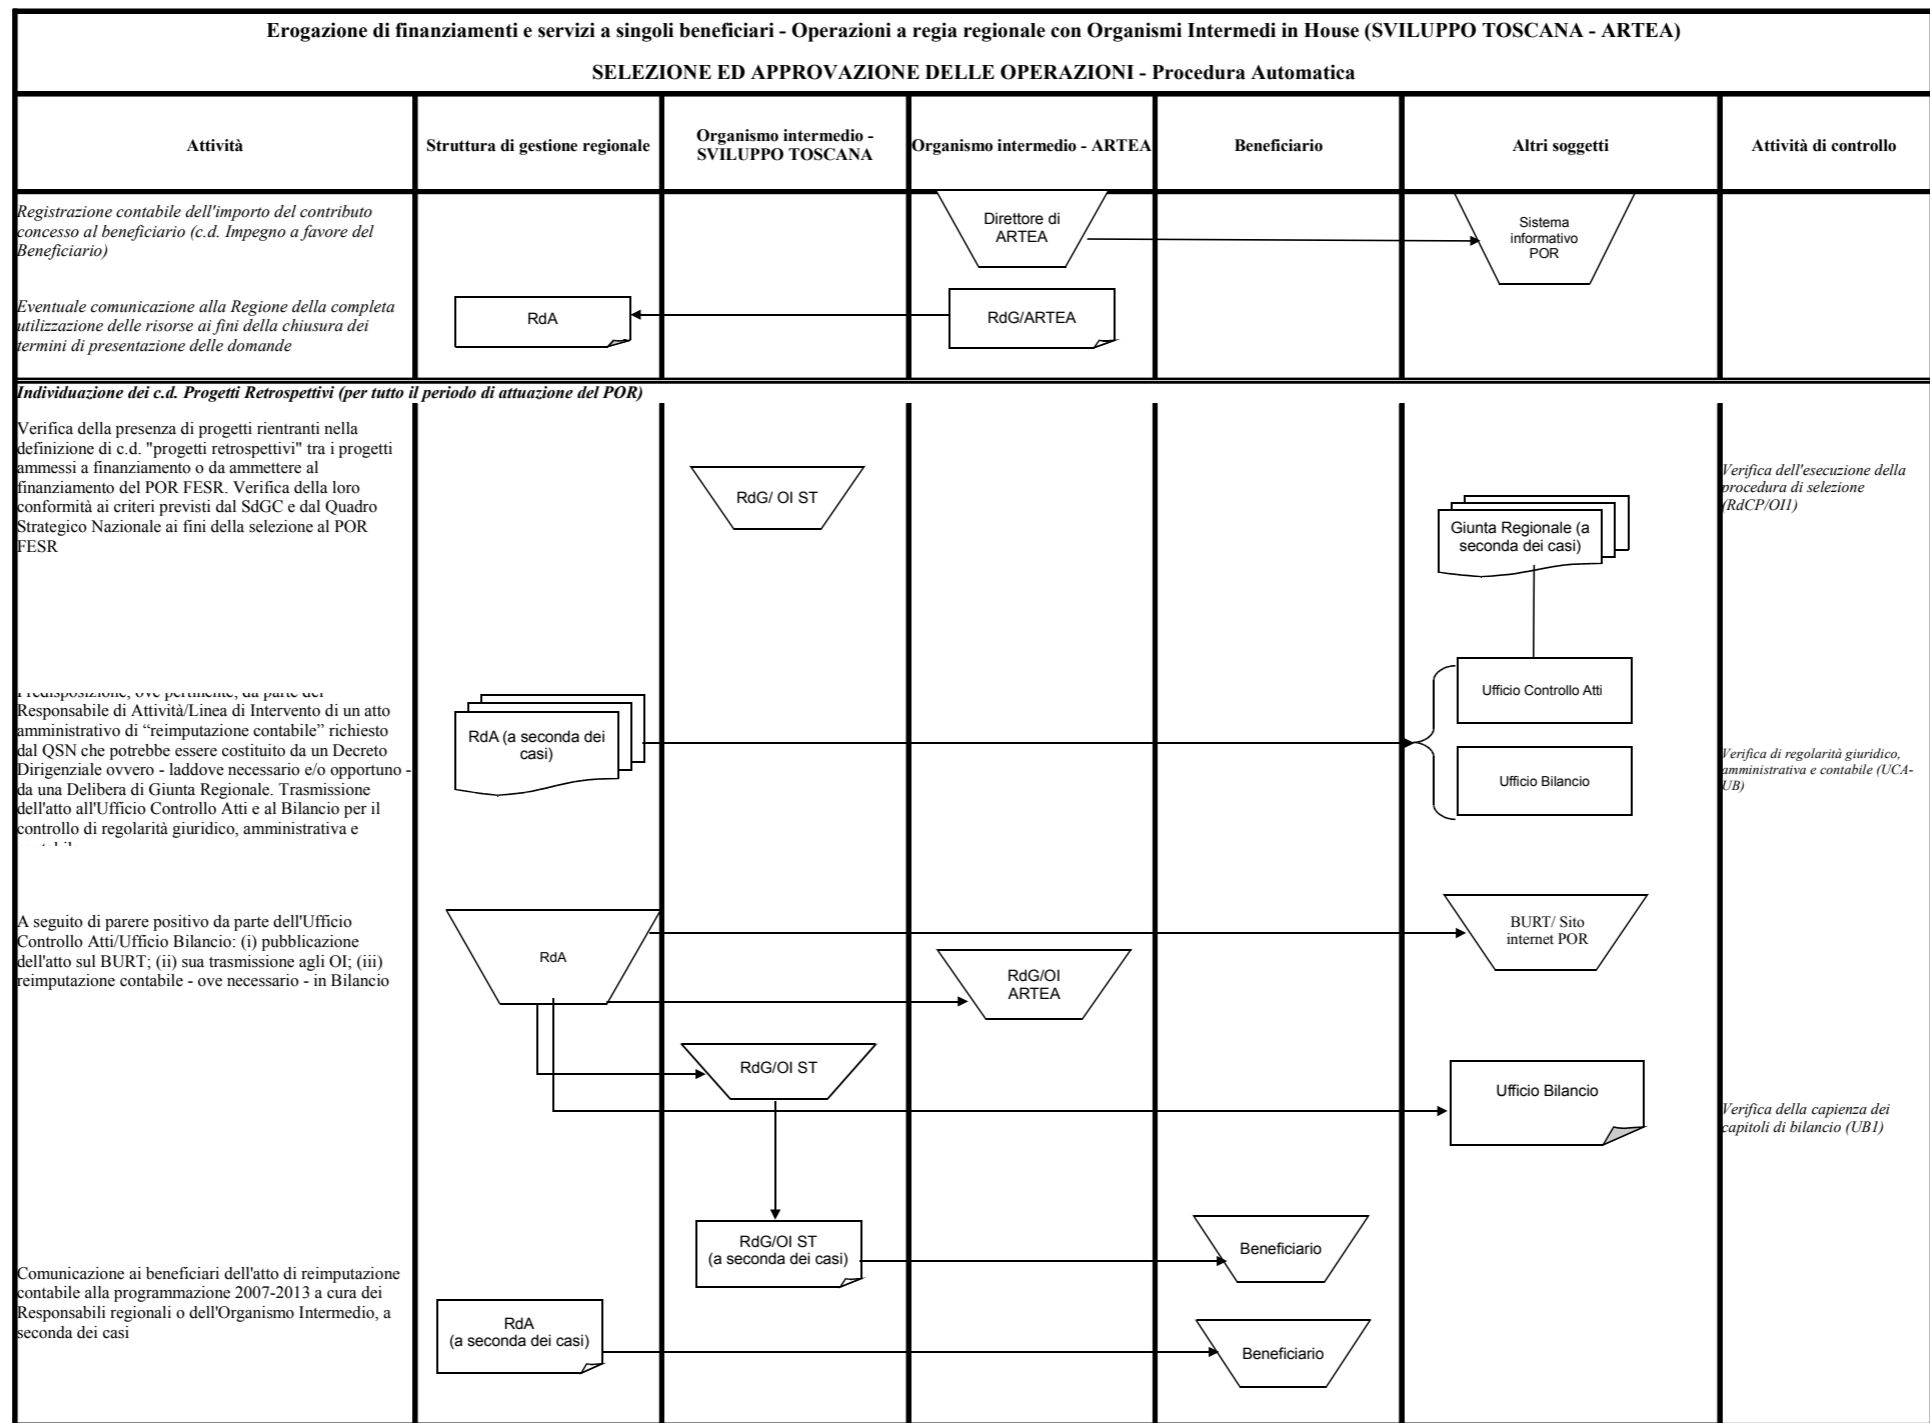 Erogazione di finanziamenti e servizi a singoli beneficiari - Operazioni a regia regionale con Organismi Intermedi in House (SVILUPPO TOSCANA - ARTEA)
SELEZIONE ED APPROVAZIONE DELLE OPERAZIONI - Procedura Automatica
Attività
Struttura di gestione regionale
Organismo intermedio -
SVILUPPO TOSCANA
Organismo intermedio - ARTEA
Beneficiario
Altri soggetti
Attività di controllo
Registrazione contabile dell'importo del contributo
concesso al beneficiario (c.d. Impegno a favore del
Beneficiario)
Direttore di
ARTEA
Sistema
informativo
POR
Eventuale comunicazione alla Regione della completa
utilizzazione delle risorse ai fini della chiusura dei
termini di presentazione delle domande
RdA
RdG/ARTEA
Individuazione dei c.d. Progetti Retrospettivi (per tutto il periodo di attuazione del POR)
Verifica della presenza di progetti rientranti nella
definizione di c.d. "progetti retrospettivi" tra i progetti
ammessi a finanziamento o da ammettere al
finanziamento del POR FESR. Verifica della loro
conformità ai criteri previsti dal SdGC e dal Quadro
Strategico Nazionale ai fini della selezione al POR
FESR
RdG/ OI ST
Giunta Regionale (a
seconda dei casi)
Verifica dell'esecuzione della
procedura di selezione
(RdCP/OI1)
Predisposizione, ove pertinente, da parte del
Responsabile di Attività/Linea di Intervento di un atto
amministrativo di “reimputazione contabile” richiesto
dal QSN che potrebbe essere costituito da un Decreto
Dirigenziale ovvero - laddove necessario e/o opportuno -
da una Delibera di Giunta Regionale. Trasmissione
dell'atto all'Ufficio Controllo Atti e al Bilancio per il
controllo di regolarità giuridico, amministrativa e
RdA (a seconda dei
casi)
Ufficio Controllo Atti
Ufficio Bilancio
Verifica di regolarità giuridico,
amministrativa e contabile (UCA-
UB)
A seguito di parere positivo da parte dell'Ufficio
Controllo Atti/Ufficio Bilancio: (i) pubblicazione
dell'atto sul BURT; (ii) sua trasmissione agli OI; (iii)
reimputazione contabile - ove necessario - in Bilancio
RdA
BURT/ Sito
internet POR
RdG/OI
ARTEA
RdG/OI ST
Ufficio Bilancio
Verifica della capienza dei
capitoli di bilancio (UB1)
RdG/OI ST
(a seconda dei casi)
Beneficiario
Comunicazione ai beneficiari dell'atto di reimputazione
contabile alla programmazione 2007-2013 a cura dei
Responsabili regionali o dell'Organismo Intermedio, a
seconda dei casi
RdA
(a seconda dei casi)
Beneficiario